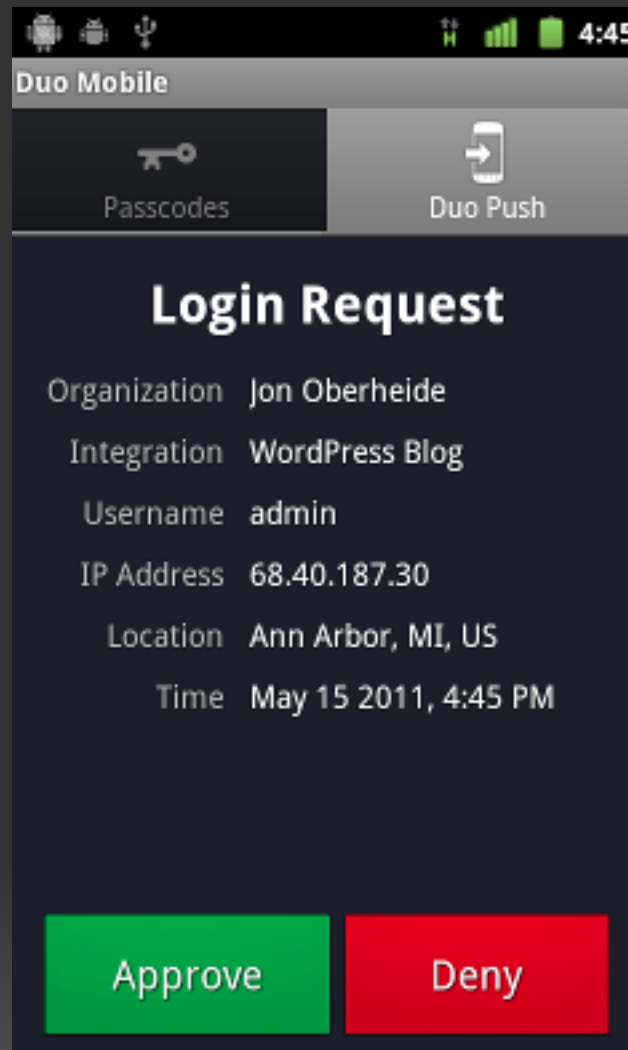 4:45
Duo Mobile
Passcodes Duo Push
Login Request
Organization Jon Oberheide
Integration WordPress Blog
Username admin
IP Address 68.40.187.30
Location Ann Arbor, MI, US
Time May 15 2011, 4:45 PM
Approve Deny